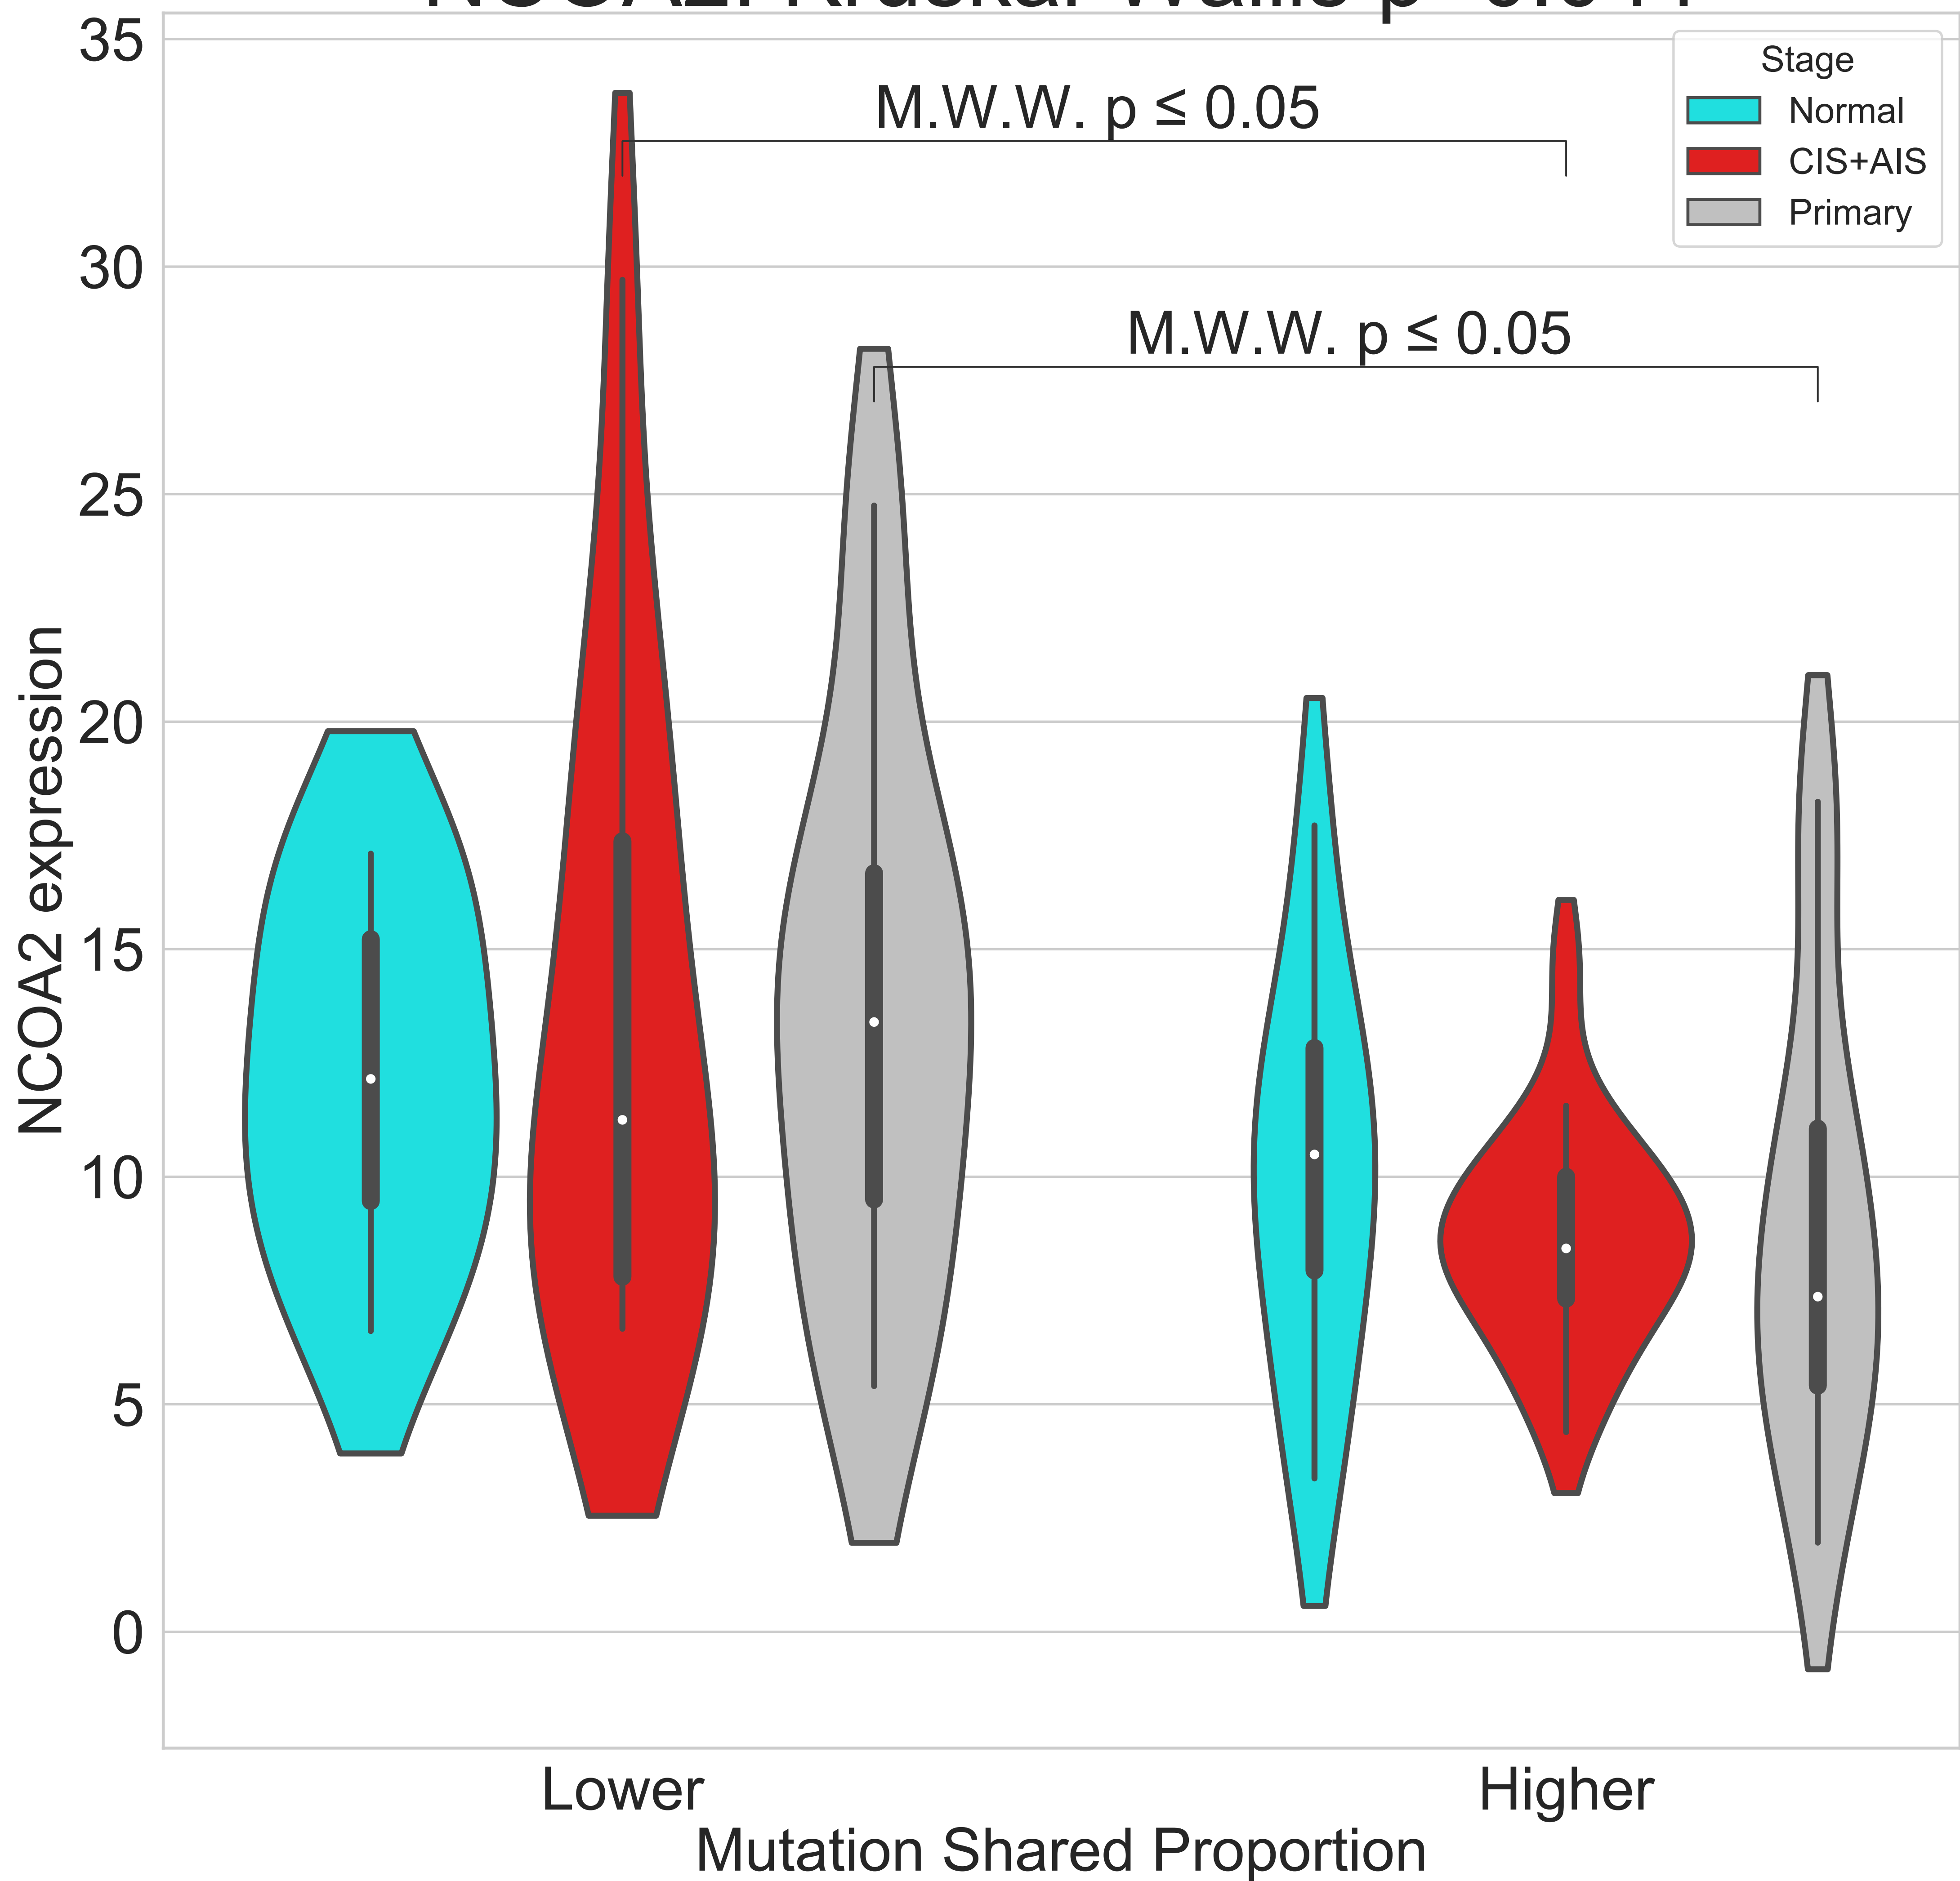 35
30
25
20
15
10
5
0
NCOA2 expression
M.W.W. p ≤ 0.05
M.W.W. p ≤ 0.05
Stage
Normal
CIS+AIS
Primary
Lower
Higher
Mutation Shared Proportion